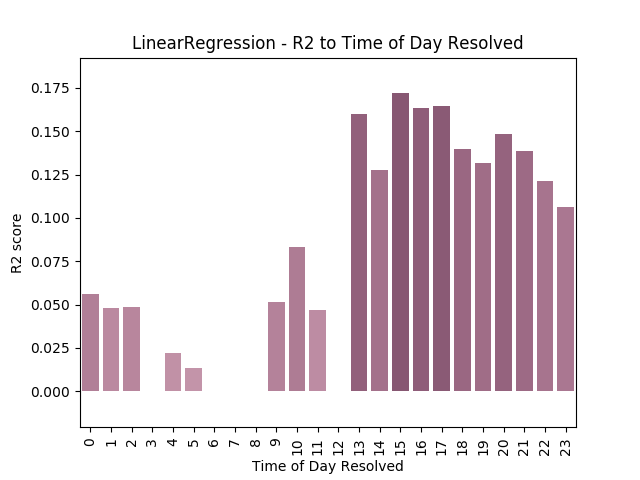 LinearRegression - R2 to Time of Day Resolved
0.175
0.150
0.125
0.100
0.075
0.050
0.025
0.000
R2 score
0 1 2 3 4 5 6 7 8 9 10 11 12 13 14 15 16 17 18 19 20 21 22 23
Time of Day Resolved